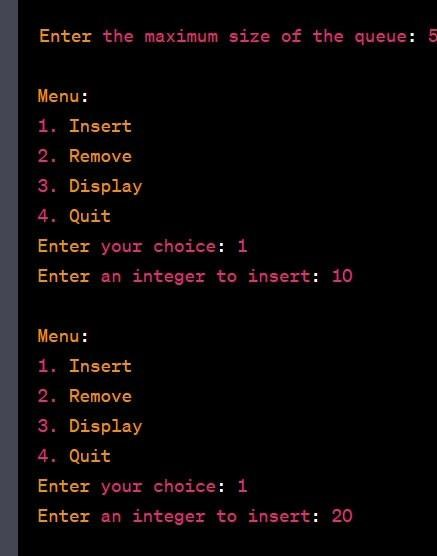 Enter the maximum size of the queue: 5
Menu:
1. Insert
2. Remove
3. Display
4. Quit
Enter your choice: 1
Enter an integer to insert: 10
Menu:
1. Insert
2. Remove
3. Display
4. Quit
Enter your choice: 1
Enter an integer to insert: 20